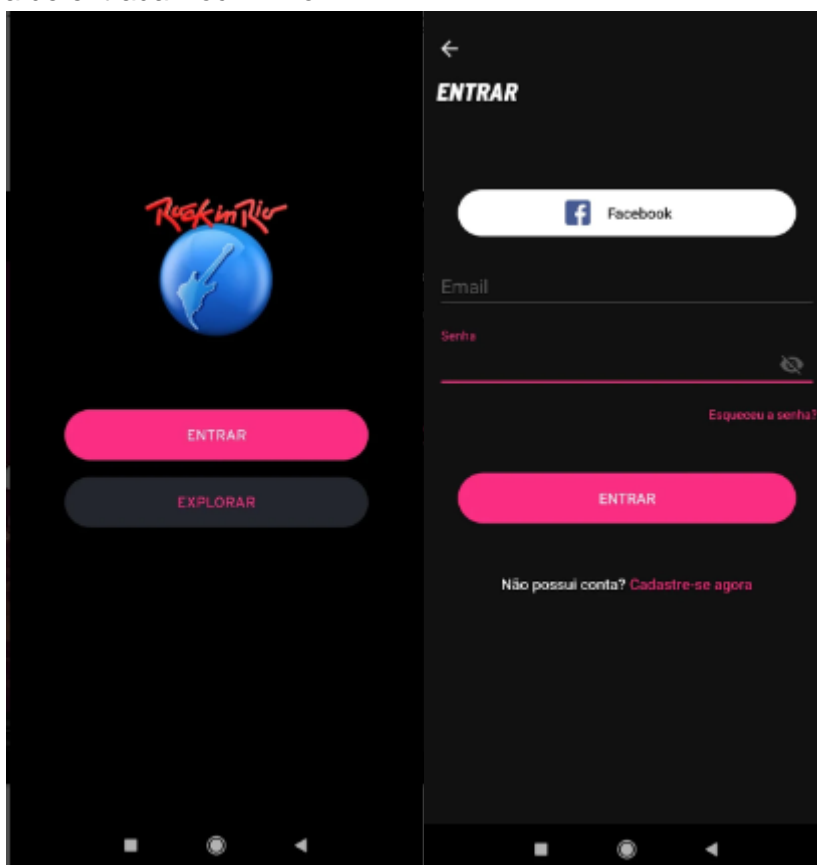 Rock in Rio
ENTRAR
EXPLORAR
ENTRAR
Facebook
Email
Senha
Esqueceu a senha?
ENTRAR
Não possui conta? Cadastre-se agora